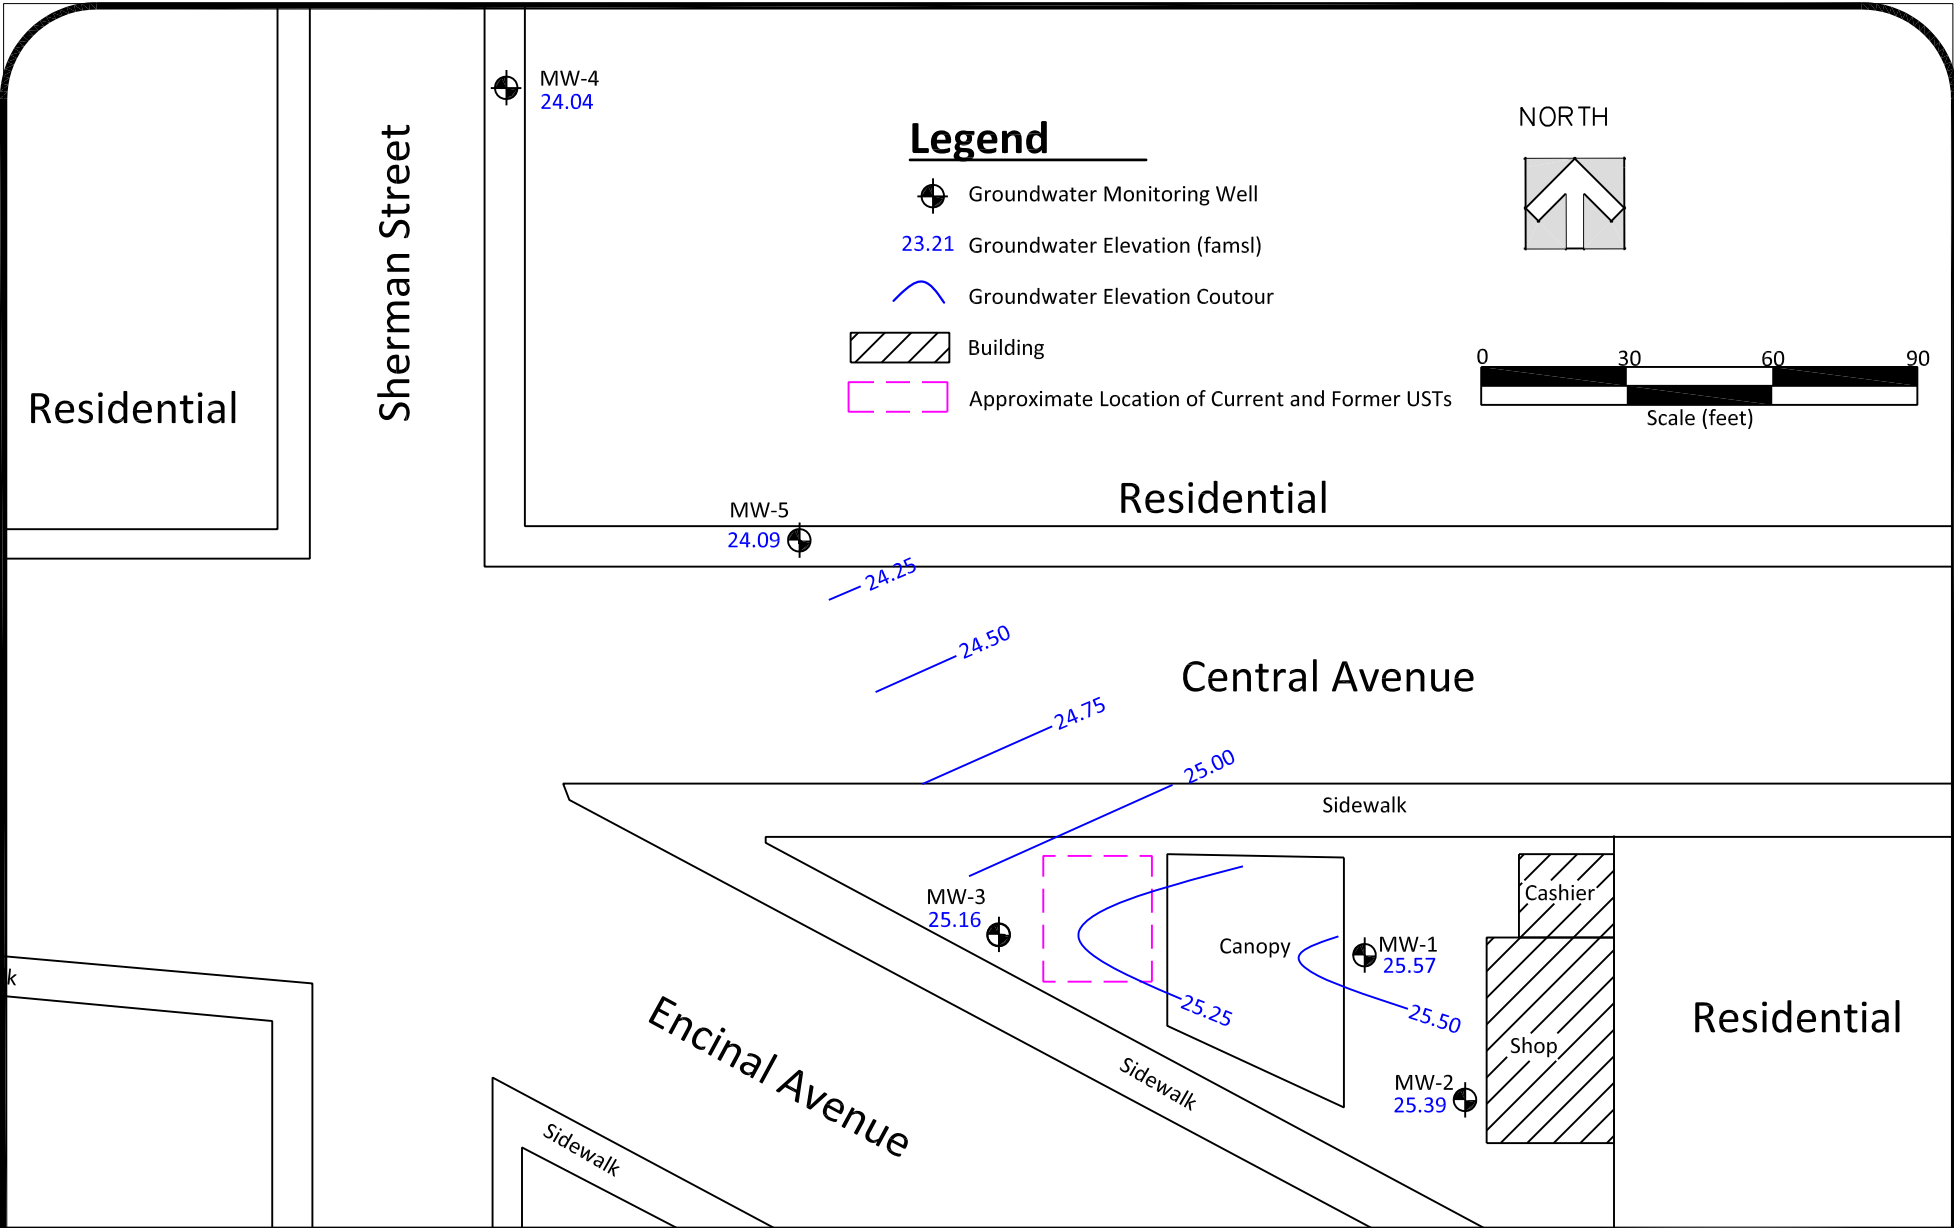 MW-4
24.04
Sherman Street
Residential
Legend
Groundwater Monitoring Well
23.21 Groundwater Elevation (famsl)
Groundwater Elevation Coutour
Building
Approximate Location of Current and Former USTs
NORTH
0 30 60 90
Scale (feet)
Residential
MW-5
24.09
24.25
24.50
24.75
25.00
Central Avenue
Sidewalk
MW-3
25.16
Canopy
25.25
MW-1
25.57
25.50
Cashier
Shop
MW-2
25.39
Residential
k
Encinal Avenue
Sidewalk
Sidewalk